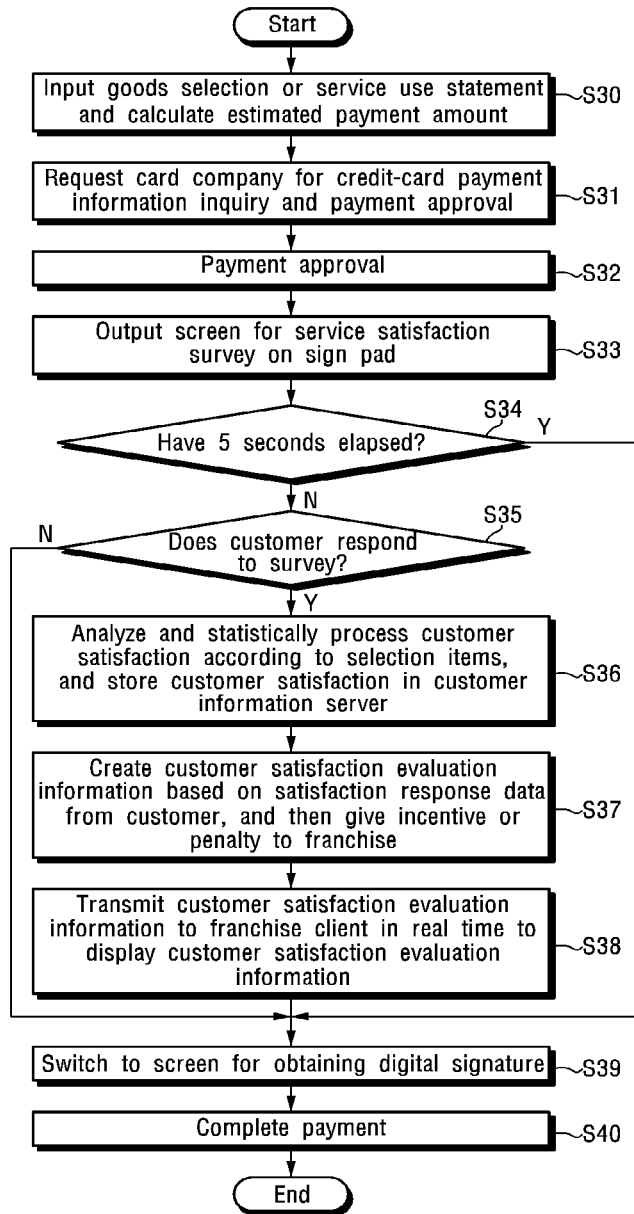 Start
Input goods selection or service use statement
and calculate estimated payment amount
S30
Request card company for credit-card payment
information inquiry and payment approval
S31
Payment approval
S32
Output screen for service satisfaction
survey on sign pad
S33
S34
Have 5 seconds elapsed?
Y
N
S35
N
Does customer respond
to survey?
Y
Analyze and statistically process customer
satisfaction according to selection items,
and store customer satisfaction in customer
information server
S36
Create customer satisfaction evaluation
information based on satisfaction response data
from customer, and then give incentive or
penalty to franchise
S37
Transmit customer satisfaction evaluation
information to franchise client in real time to
display customer satisfaction evaluation
information
S38
Switch to screen for obtaining digital signature
S39
Complete payment
S40
End